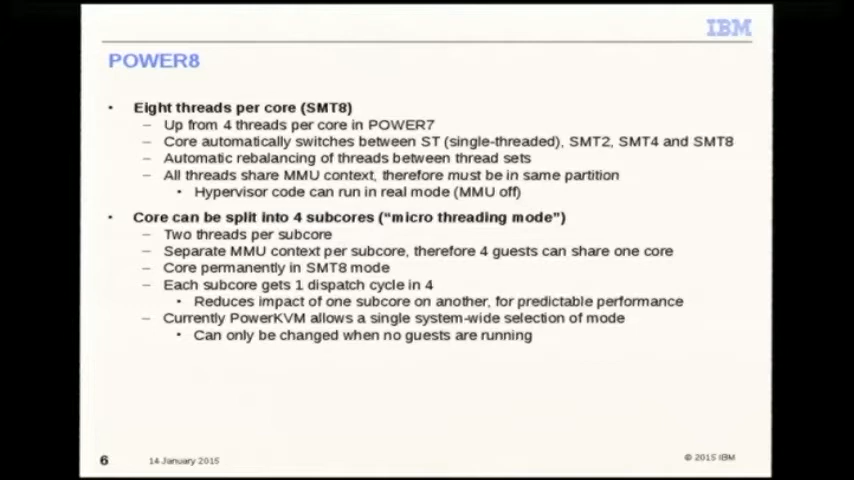 IBM
POWER8
• Eight threads per core (SMT8)
– Up from 4 threads per core in POWER7
– Core automatically switches between ST (single-threaded), SMT2, SMT4 and SMT8
– Automatic rebalancing of threads between thread sets
– All threads share MMU context, therefore must be in same partition
• Hypervisor code can run in real mode (MMU off)
• Core can be split into 4 subcores (“micro threading mode”)
– Two threads per subcore
– Separate MMU context per subcore, therefore 4 guests can share one core
– Core permanently in SMT8 mode
– Each subcore gets 1 dispatch cycle in 4
• Reduces impact of one subcore on another, for predictable performance
– Currently PowerKVM allows a single system-wide selection of mode
• Can only be changed when no guests are running
6 14 January 2015 © 2015 IBM